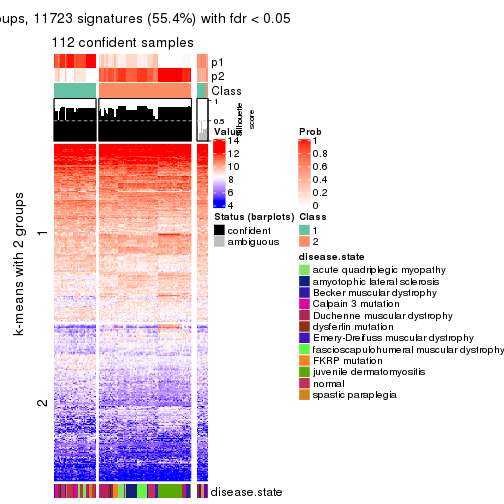 oups, 11723 signatures (55.4%) with fdr < 0.05
112 confident samples
p1
p2
Class
1
0.5
0
Silhouette
score
k-means with 2 groups
1
2
disease.state
Value
14
12
10
8
6
4
Prob
1
0.8
0.6
0.4
0.2
0
Status (barplots)
confident
ambiguous
Class
1
2
disease.state
acute quadriplegic myopathy
amyotophic lateral sclerosis
Becker muscular dystrophy
Calpain 3 mutation
Duchenne muscular dystrophy
dysferlin mutation
Emery-Dreifuss muscular dystrophy
fascioscapulohumeral muscular dystrophy
FKRP mutation
juvenile dermatomyositis
normal
spastic paraplegia